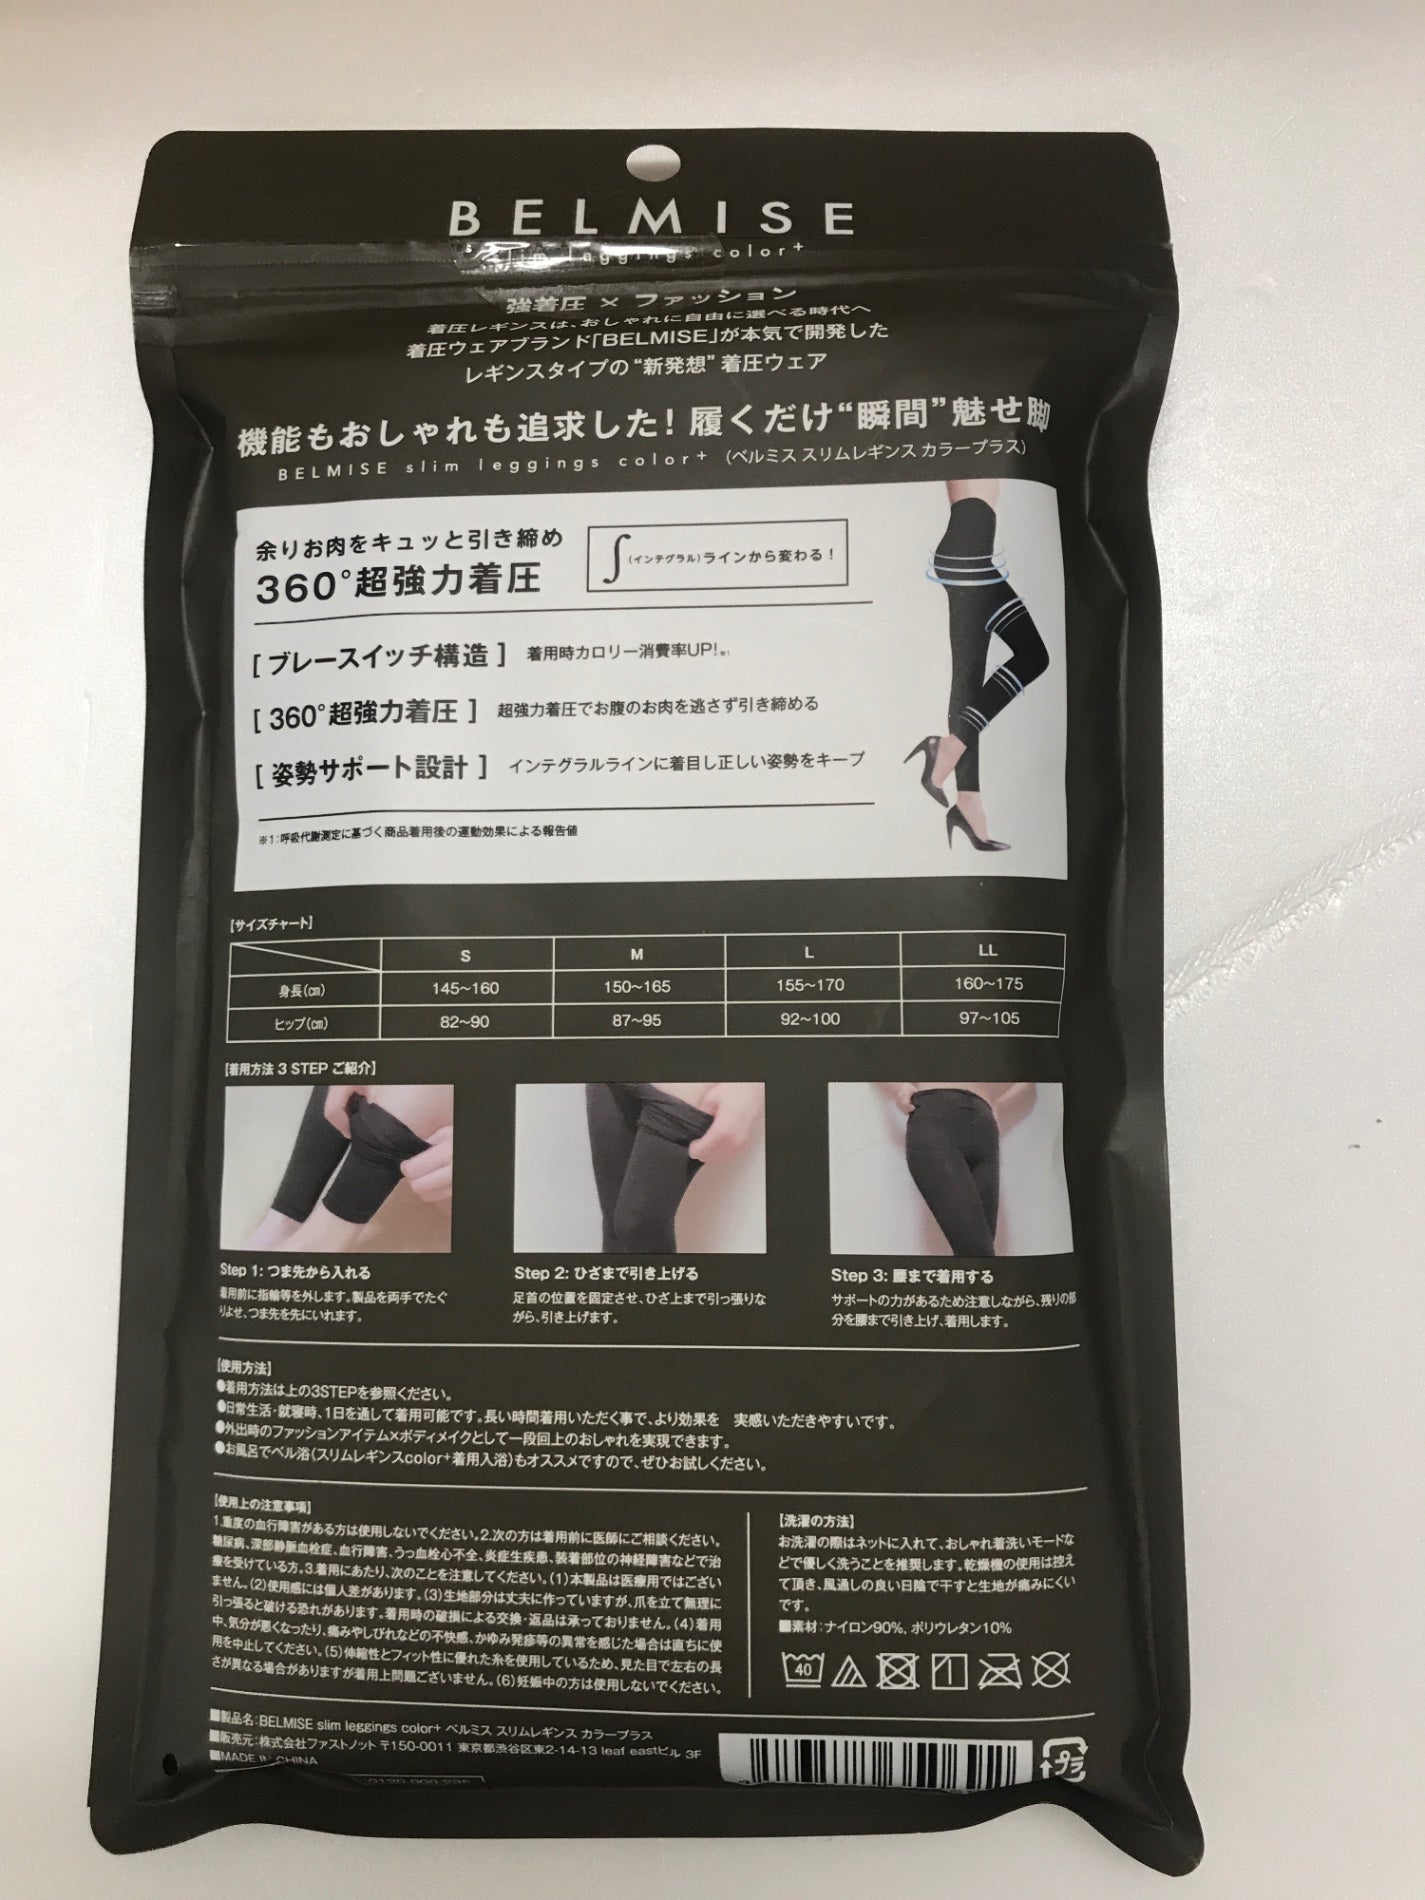 BELMISE
slim leggings color+
強着圧×ファッション
着圧レギンスは、おしゃれに自由に選べる時代へ
着圧ウェアブランド「BELMISE」が本気で開発した
レギンスタイプの“新発想”着圧ウェア
機能もおしゃれも追求した!履くだけ“瞬間”魅せ脚
BELMISE slim leggings color+ (ベルミス スリムレギンス カラープラス)
余りお肉をキュッと引き締め
360°超強力着圧
∫(インテグラル)ラインから変わる!
[ブレースイッチ構造] 着用時カロリー消費率UP!※1
[360°超強力着圧] 超強力着圧でお腹のお肉を逃さず引き締める
[姿勢サポート設計] インテグラルラインに着目し正しい姿勢をキープ
※1:呼吸代謝測定に基づく商品着用後の運動効果による報告値
【サイズチャート】
S M L LL
身長(㎝) 145~160 150~165 155~170 160~175
ヒップ(㎝) 82~90 87~95 92~100 97~105
【着用方法 3 STEP ご紹介】
Step 1: つま先から入れる
着用前に指輪等を外します。製品を両手でたぐ
りよせ、つま先を先にいれます。
Step 2: ひざまで引き上げる
足首の位置を固定させ、ひざ上まで引っ張りな
がら、引き上げます。
Step 3: 腰まで着用する
サポートの力があるため注意しながら、残りの部
分を腰まで引き上げ、着用します。
【使用方法】
●着用方法は上の3STEPを参照ください。
●日常生活・就寝時、1日を通して着用可能です。長い時間着用いただく事で、より効果を 実感いただきやすいです。
●外出時のファッションアイテム×ボディメイクとして一段回上のおしゃれを実現できます。
●お風呂でベル浴(スリムレギンスcolor+着用入浴)もオススメですので、ぜひお試しください。
【使用上の注意事項】
1.重度の血行障害がある方は使用しないでください。2.次の方は着用前に医師にご相談ください。
糖尿病、深部静脈血栓症、血行障害、うっ血栓心不全、炎症生疾患、装着部位の神経障害などで治
療を受けている方。3.着用にあたり、次のことを注意してください。(1)本製品は医療用ではござい
ません。(2)使用感には個人差があります。(3)生地部分は丈夫に作っていますが、爪を立て無理に
引っ張ると破ける恐れがあります。着用時の破損による交換・返品は承っておりません。(4)着用
中、気分が悪くなったり、痛みやしびれなどの不快感、かゆみ発疹等の異常を感じた場合は直ちに使
用を中止してください。(5)伸縮性とフィット性に優れた糸を使用しているため、見た目で左右の長
さが異なる場合がありますが着用上問題ございません。(6)妊娠中の方は使用しないでください。
【洗濯の方法】
お洗濯の際はネットに入れて、おしゃれ着洗いモードな
どで優しく洗うことを推奨します。乾燥機の使用は控え
て頂き、風通しの良い日陰で干すと生地が痛みにくい
です。
■素材:ナイロン90%, ポリウレタン10%
40
■製品名:BELMISE slim leggings color+ ベルミス スリムレギンス カラープラス
■販売元:株式会社ファストノット 〒150-0011 東京都渋谷区東2-14-13 leaf eastビル 3F
■MADE IN CHINA
プラ